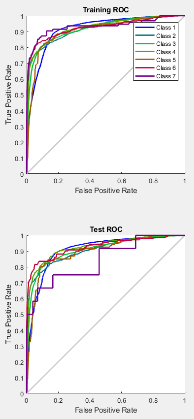 Training ROC
1
0.9
0.8
0.7
0.6
0.5
0.4
0.3
0.2
0.1
0
True Positive Rate
Class 1
Class 2
Class 3
Class 4
Class 5
Class 6
Class 7
0 0.2 0.4 0.6 0.8 1
False Positive Rate
Test ROC
1
0.9
0.8
0.7
0.6
0.5
0.4
0.3
0.2
0.1
0
True Positive Rate
0 0.2 0.4 0.6 0.8 1
False Positive Rate